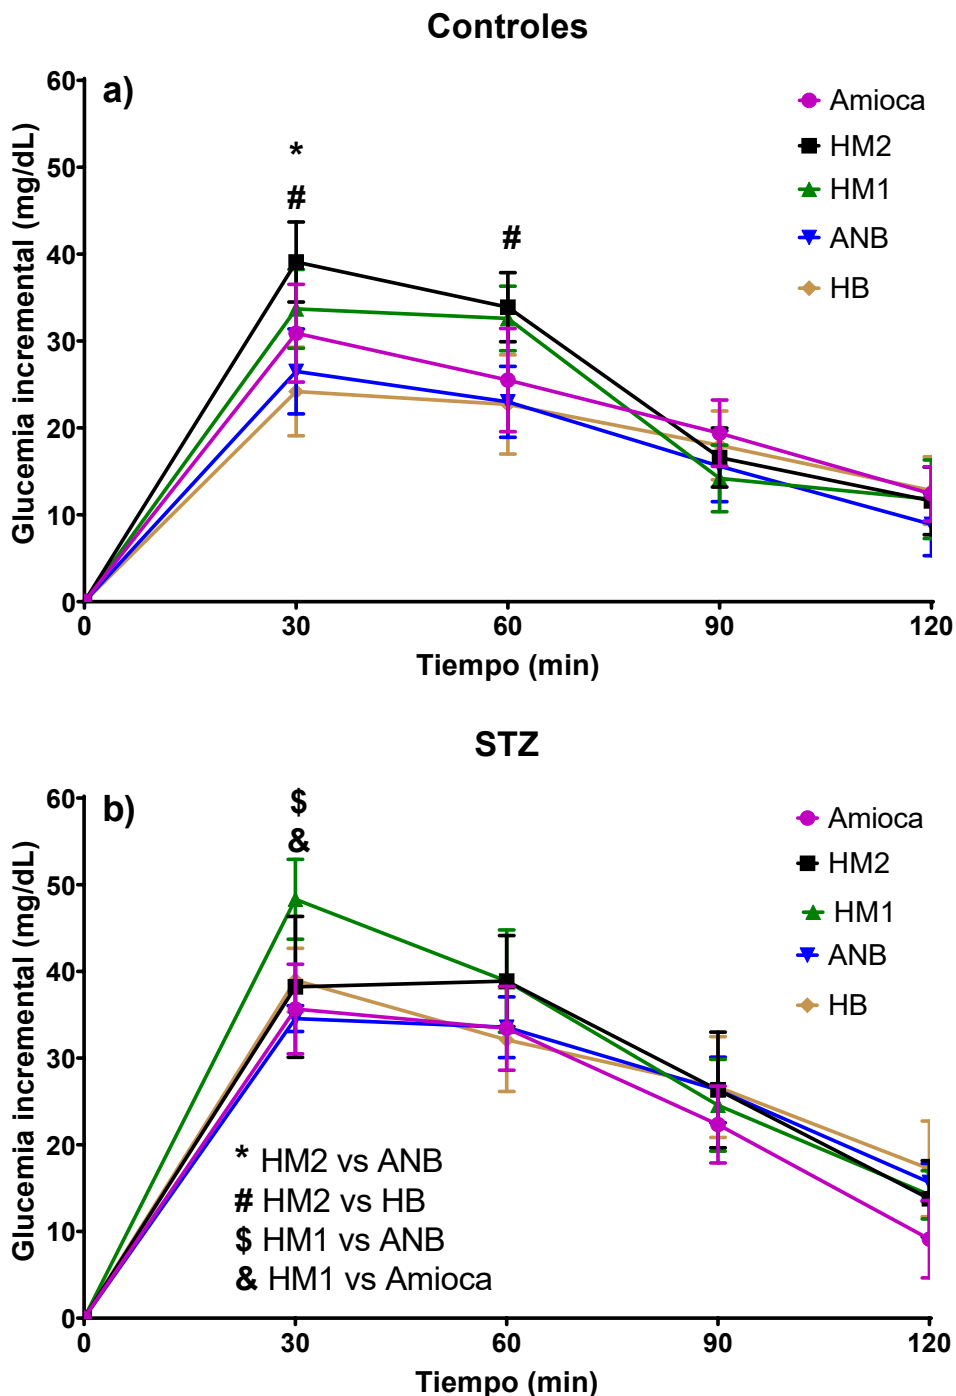 Controles
a)
Glucemia incremental (mg/dL)
60
50
40
30
20
10
0
*
#
#
Amioca
HM2
HM1
ANB
HB
0 30 60 90 120
Tiempo (min)
STZ
b)
Glucemia incremental (mg/dL)
60
50
40
30
20
10
0
$
&
Amioca
HM2
HM1
ANB
HB
* HM2 vs ANB
# HM2 vs HB
$ HM1 vs ANB
& HM1 vs Amioca
0 30 60 90 120
Tiempo (min)